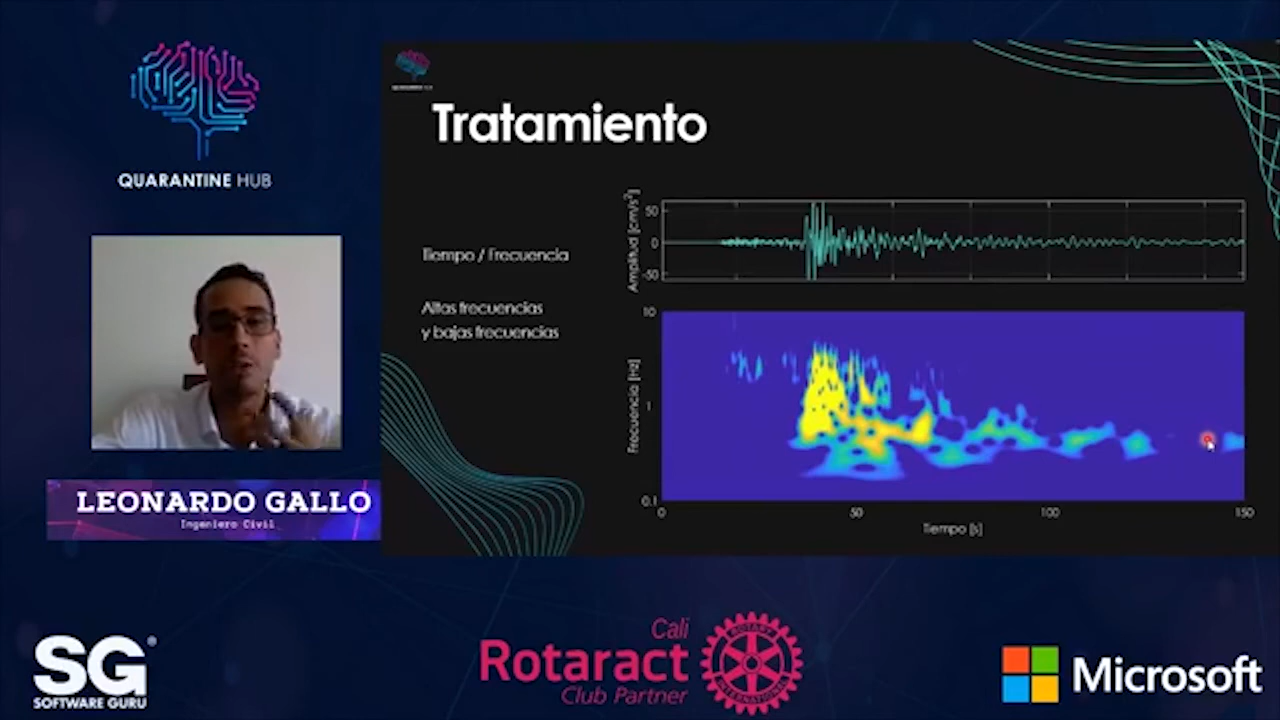 QUARANTINE HUB
LEONARDO GALLO
Ingeniero Civil
Tratamiento
Tiempo / Frecuencia
Altas frecuencias
y bajas frecuencias
Amplitud [cm/s²]
50
0
-50
Frecuencia [Hz]
10
1
0.1
0
50
100
150
Tiempo [s]
SG®
SOFTWARE GURU
Cali
Rotaract
Club Partner
ROTARY
INTERNATIONAL
Microsoft